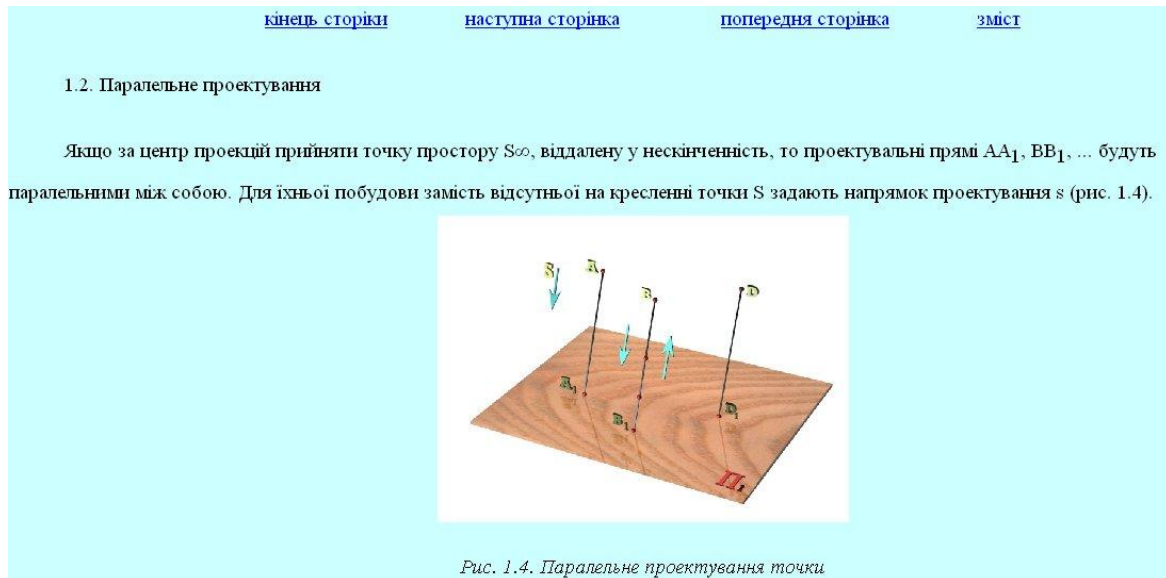 кінець сторіки наступна сторінка попередня сторінка зміст
1.2. Паралельне проектування
Якщо за центр проекцій прийняти точку простору S∞, віддалену у нескінченність, то проектувальні прямі AA1, BB1, ... будуть
паралельними між собою. Для їхньої побудови замість відсутньої на кресленні точки S задають напрямок проектування s (рис. 1.4).
S A B D
A1 B1 D1
П1
Рис. 1.4. Паралельне проектування точки